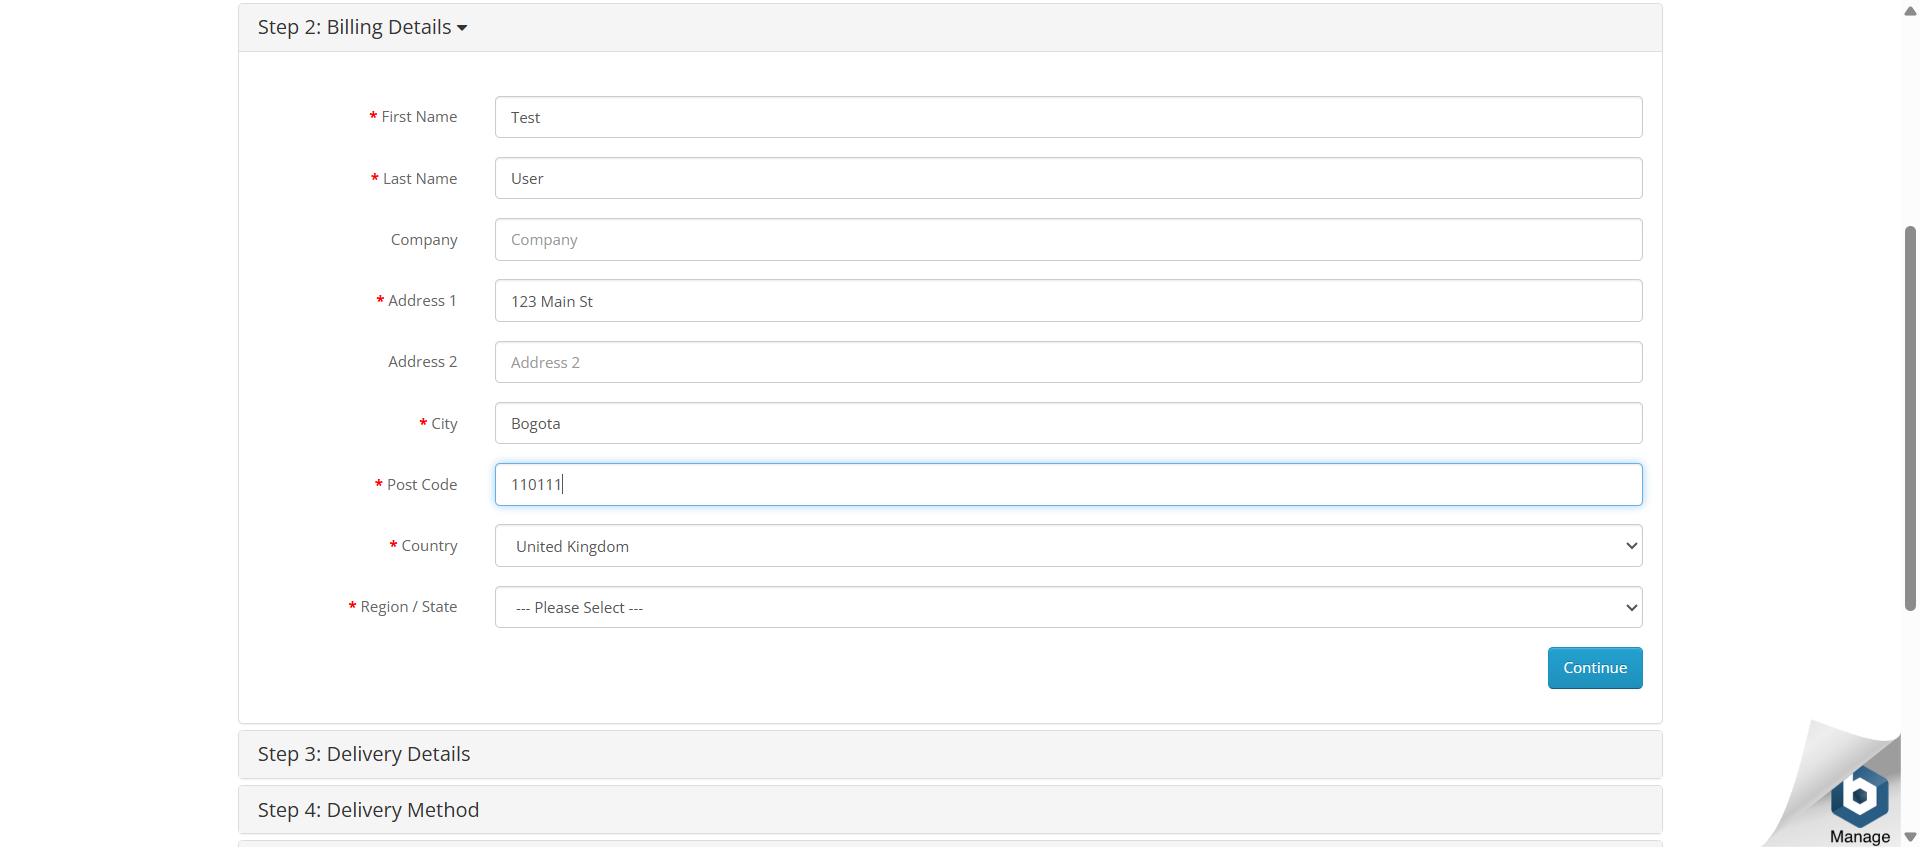 Step 2: Billing Details
* First Name
Test
* Last Name
User
Company
Company
* Address 1
123 Main St
Address 2
Address 2
* City
Bogota
* Post Code
110111
* Country
United Kingdom
* Region / State
--- Please Select ---
Continue
Step 3: Delivery Details
Step 4: Delivery Method
b
Manage